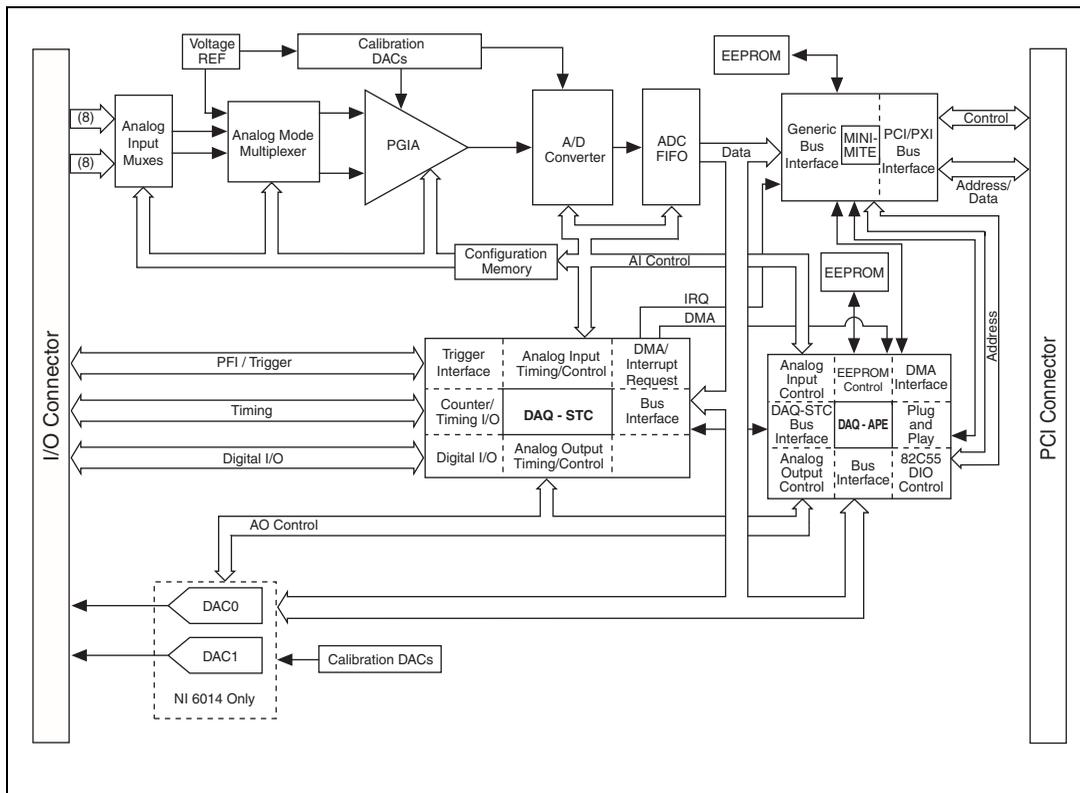 Voltage
REF
Calibration
DACs
EEPROM
(8)
(8)
Analog
Input
Muxes
Analog Mode
Multiplexer
PGIA
A/D
Converter
ADC
FIFO
Data
Generic
Bus
Interface
MINI-
MITE
PCI/PXI
Bus
Interface
Control
Address/
Data
Configuration
Memory
AI Control
EEPROM
IRQ
DMA
Address
I/O Connector
PCI Connector
PFI / Trigger
Timing
Digital I/O
Trigger
Interface
Analog Input
Timing/Control
DMA/
Interrupt
Request
Counter/
Timing I/O
DAQ - STC
Bus
Interface
Digital I/O
Analog Output
Timing/Control
Analog
Input
Control
EEPROM
Control
DMA
Interface
DAQ-STC
Bus
Interface
DAQ - APE
Plug
and
Play
Analog
Output
Control
Bus
Interface
82C55
DIO
Control
AO Control
DAC0
DAC1
Calibration DACs
NI 6014 Only